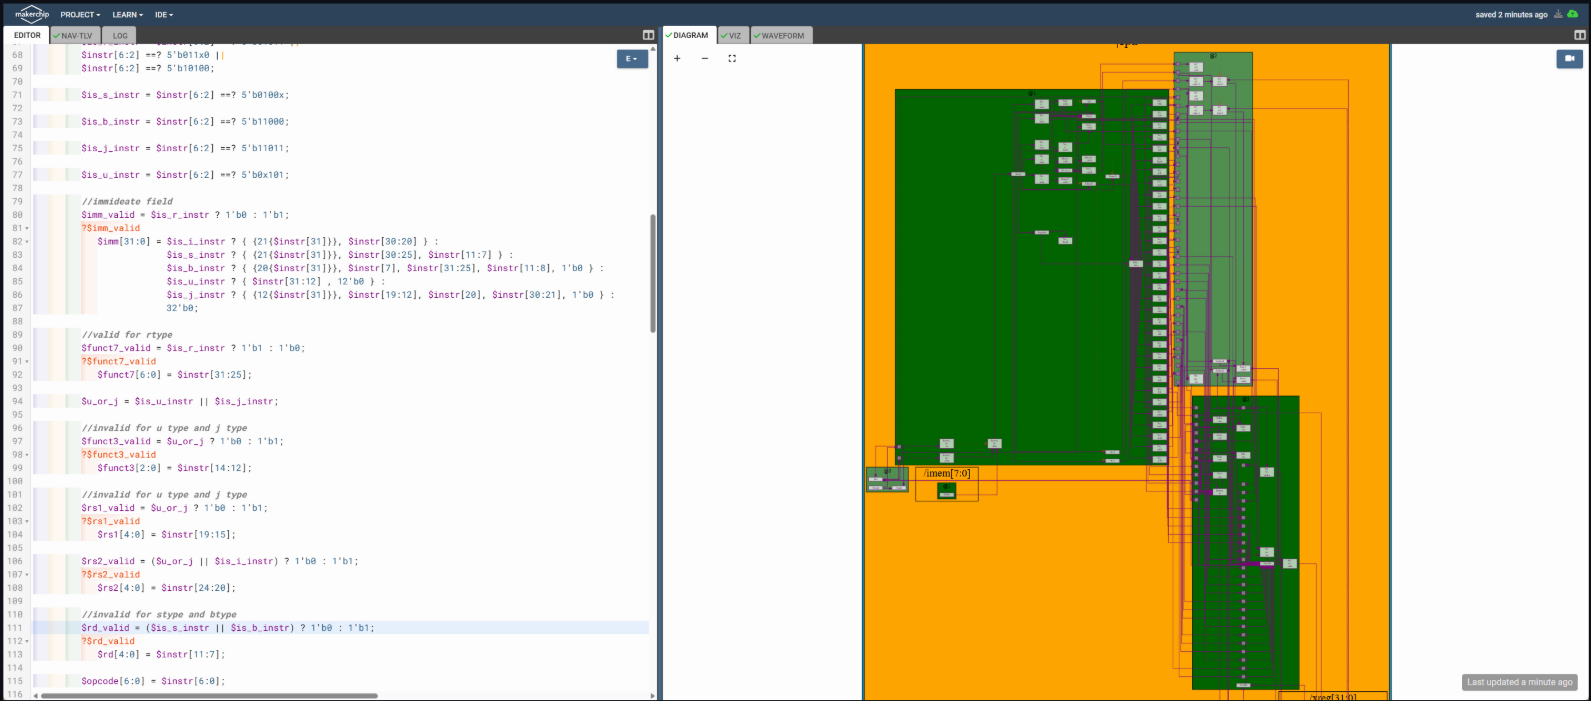 makerchip PROJECT LEARN IDE saved 2 minutes ago
EDITOR NAV-TLV LOG
DIAGRAM VIZ WAVEFORM
E
68 $instr[6:2] ==? 5'b011x0 ||
69 $instr[6:2] ==? 5'b10100;
70
71 $is_s_instr = $instr[6:2] ==? 5'b0100x;
72
73 $is_b_instr = $instr[6:2] ==? 5'b11000;
74
75 $is_j_instr = $instr[6:2] ==? 5'b11011;
76
77 $is_u_instr = $instr[6:2] ==? 5'b0x101;
78
79 //immideate field
80 $imm_valid = $is_r_instr ? 1'b0 : 1'b1;
81 ?$imm_valid
82 $imm[31:0] = $is_i_instr ? { {21{$instr[31]}}, $instr[30:20] } :
83 $is_s_instr ? { {21{$instr[31]}}, $instr[30:25], $instr[11:7] } :
84 $is_b_instr ? { {20{$instr[31]}}, $instr[7], $instr[31:25], $instr[11:8], 1'b0 } :
85 $is_u_instr ? { $instr[31:12] , 12'b0 } :
86 $is_j_instr ? { {12{$instr[31]}}, $instr[19:12], $instr[20], $instr[30:21], 1'b0 } :
87 32'b0;
88
89 //valid for rtype
90 $funct7_valid = $is_r_instr ? 1'b1 : 1'b0;
91 ?$funct7_valid
92 $funct7[6:0] = $instr[31:25];
93
94 $u_or_j = $is_u_instr || $is_j_instr;
95
96 //invalid for u type and j type
97 $funct3_valid = $u_or_j ? 1'b0 : 1'b1;
98 ?$funct3_valid
99 $funct3[2:0] = $instr[14:12];
100
101 //invalid for u type and j type
102 $rs1_valid = $u_or_j ? 1'b0 : 1'b1;
103 ?$rs1_valid
104 $rs1[4:0] = $instr[19:15];
105
106 $rs2_valid = ($u_or_j || $is_i_instr) ? 1'b0 : 1'b1;
107 ?$rs2_valid
108 $rs2[4:0] = $instr[24:20];
109
110 //invalid for stype and btype
111 $rd_valid = ($is_s_instr || $is_b_instr) ? 1'b0 : 1'b1;
112 ?$rd_valid
113 $rd[4:0] = $instr[11:7];
114
115 $opcode[6:0] = $instr[6:0];
116
/imem[7:0]
/xreg[31:0]
Last updated a minute ago